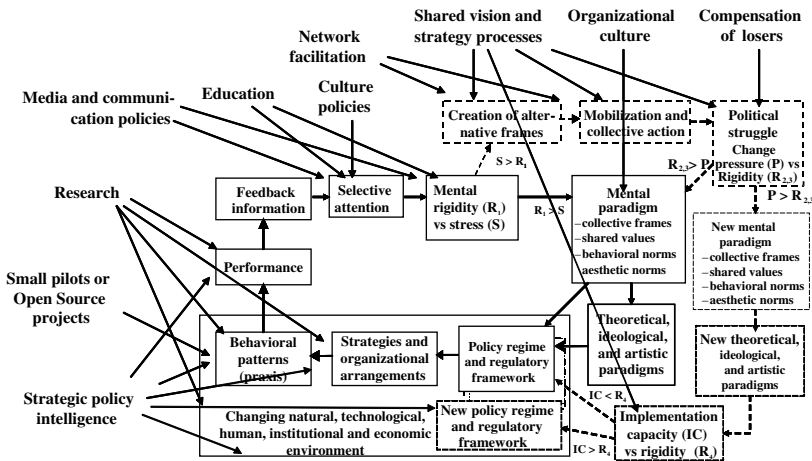 Shared vision and
strategy processes
Organizational
culture
Compensation
of losers
Network
facilitation
Education
Culture
policies
Media and communi-
cation policies
Creation of alter-
native frames
Mobilization and
collective action
Political
struggle
Change
pressure (P) vs
Rigidity (R2,3)
S > R1
R2,3> P
P > R2,3
Research
Feedback
information
Selective
attention
Mental
rigidity (R1)
vs stress (S)
R1 > S
Mental
paradigm
–collective frames
–shared values
–behavioral norms
aesthetic norms
New mental
paradigm
–collective frames
–shared values
–behavioral norms
–aesthetic norms
Performance
Small pilots or
Open Source
projects
Behavioral
patterns
(praxis)
Strategies and
organizational
arrangements
Policy regime
and regulatory
framework
Theoretical,
ideological,
and artistic
paradigms
New theoretical,
ideological,
and artistic
paradigms
Strategic policy
intelligence
Changing natural, technological,
human, institutional and economic
environment
New policy regime
and regulatory
framework
IC < R4
IC > R4
Implementation
capacity (IC)
vs rigidity (R4)